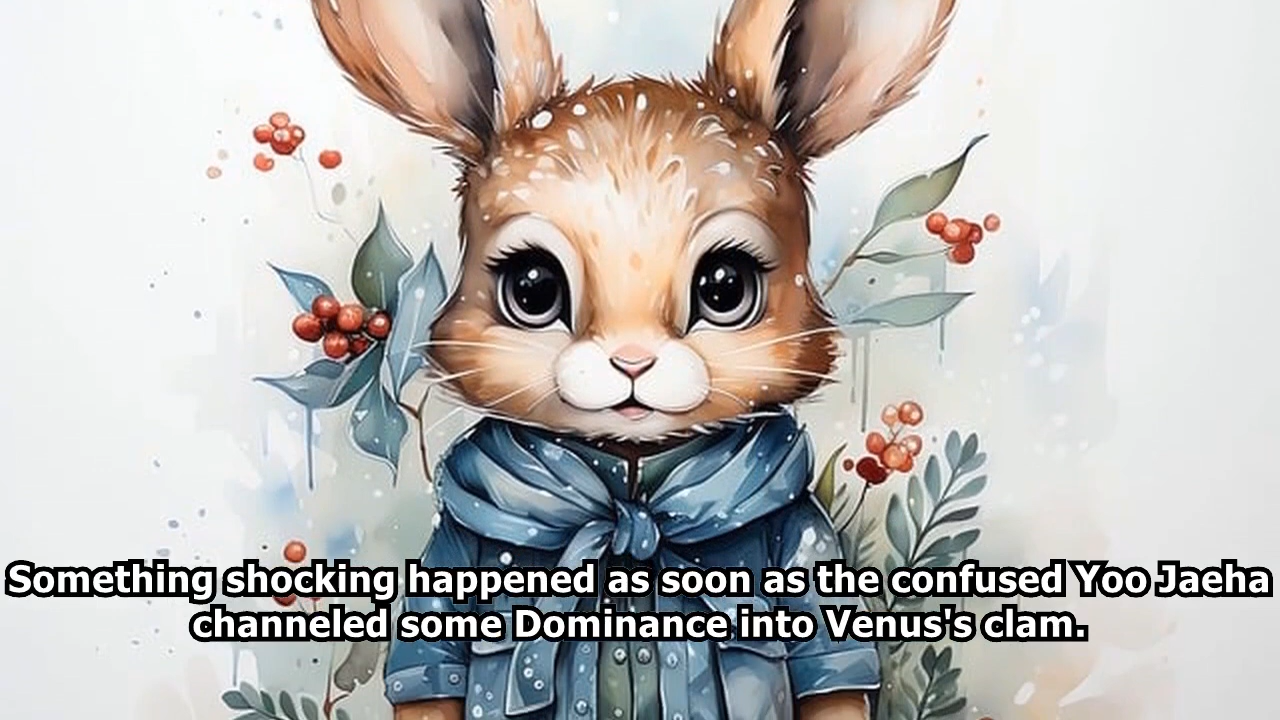 Something shocking happened as soon as the confused Yoo Jaeha
channeled some Dominance into Venus's clam.